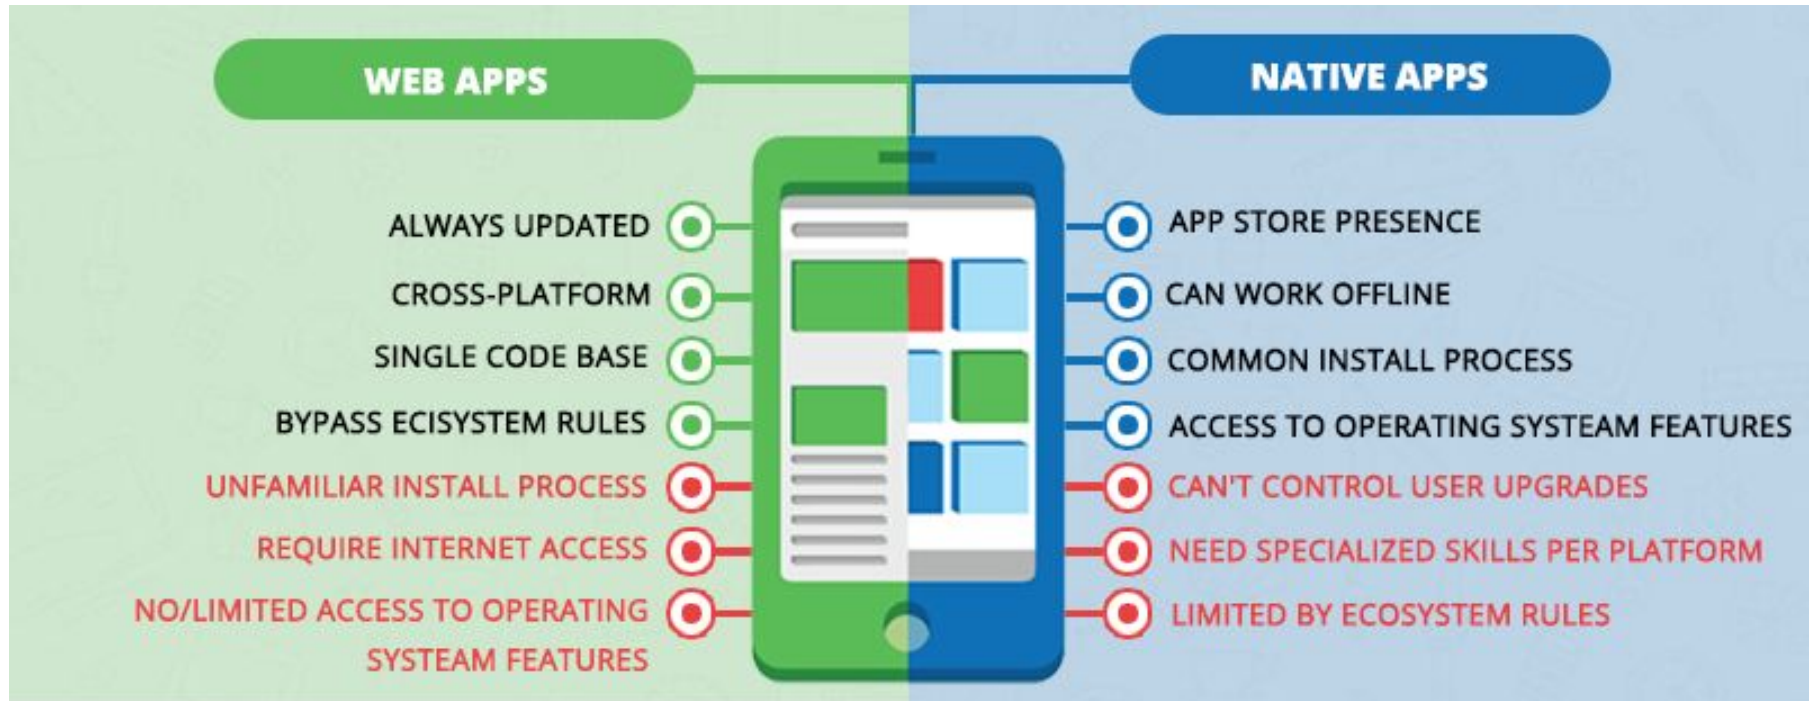 WEB APPS
ALWAYS UPDATED
CROSS-PLATFORM
SINGLE CODE BASE
BYPASS ECISYSTEM RULES
UNFAMILIAR INSTALL PROCESS
REQUIRE INTERNET ACCESS
NO/LIMITED ACCESS TO OPERATING
SYSTEAM FEATURES
NATIVE APPS
APP STORE PRESENCE
CAN WORK OFFLINE
COMMON INSTALL PROCESS
ACCESS TO OPERATING SYSTEAM FEATURES
CAN'T CONTROL USER UPGRADES
NEED SPECIALIZED SKILLS PER PLATFORM
LIMITED BY ECOSYSTEM RULES